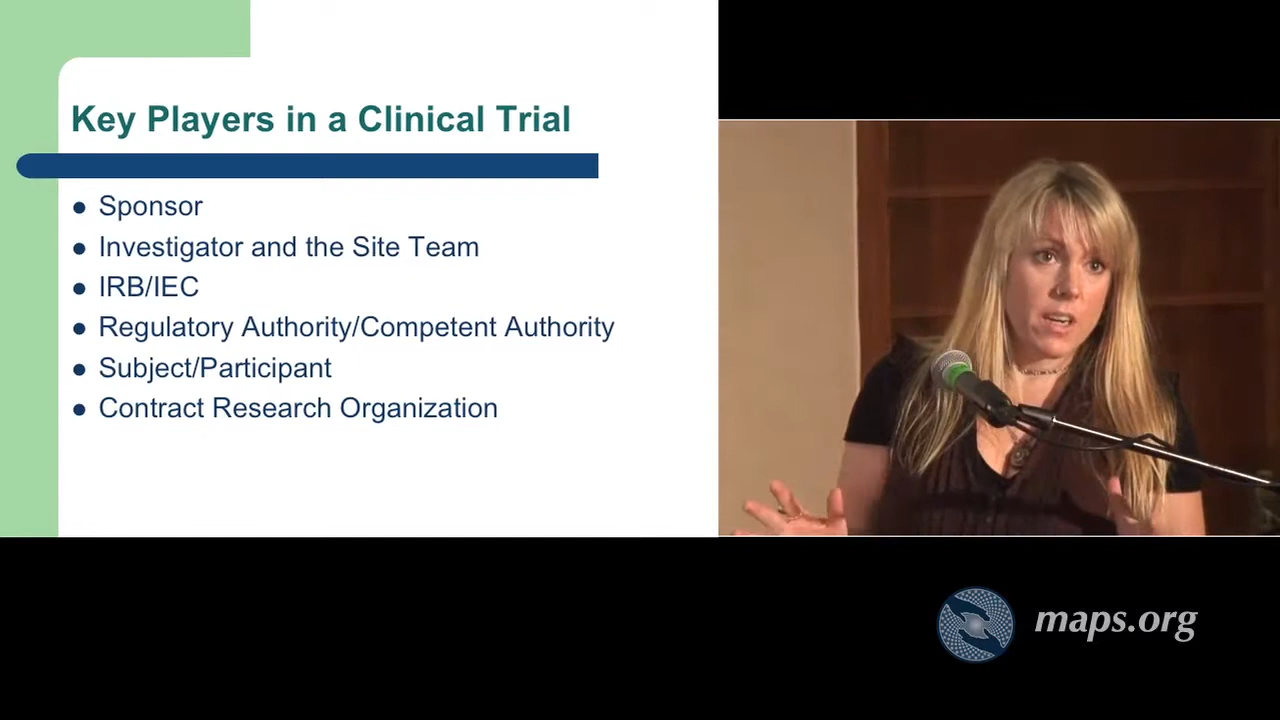 Key Players in a Clinical Trial
● Sponsor
● Investigator and the Site Team
● IRB/IEC
● Regulatory Authority/Competent Authority
● Subject/Participant
● Contract Research Organization
maps.org